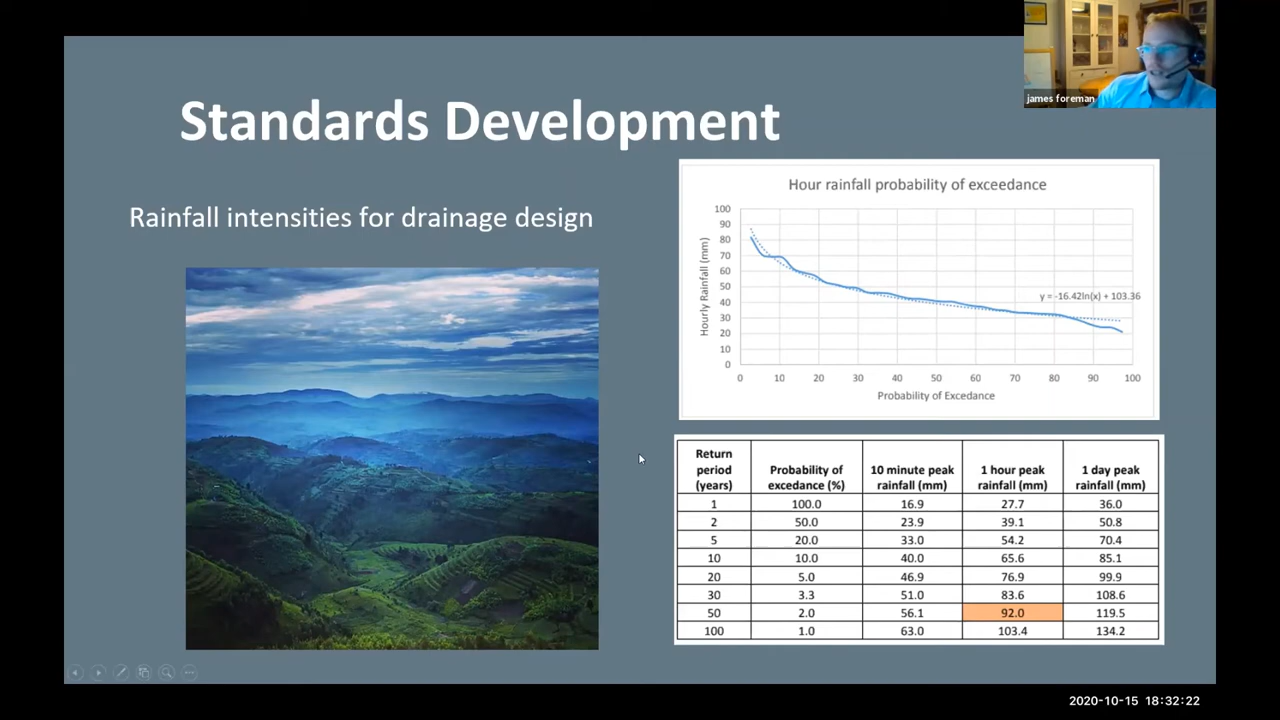 james foreman
Standards Development
Rainfall intensities for drainage design
Hour rainfall probability of exceedance
Hourly Rainfall (mm)
100
90
80
70
60
50
40
30
20
10
0
y = -16.42ln(x) + 103.36
0 10 20 30 40 50 60 70 80 90 100
Probability of Excedance
Return period (years) Probability of excedance (%) 10 minute peak rainfall (mm) 1 hour peak rainfall (mm) 1 day peak rainfall (mm)
1 100.0 16.9 27.7 36.0
2 50.0 23.9 39.1 50.8
5 20.0 33.0 54.2 70.4
10 10.0 40.0 65.6 85.1
20 5.0 46.9 76.9 99.9
30 3.3 51.0 83.6 108.6
50 2.0 56.1 92.0 119.5
100 1.0 63.0 103.4 134.2
2020-10-15 18:32:22